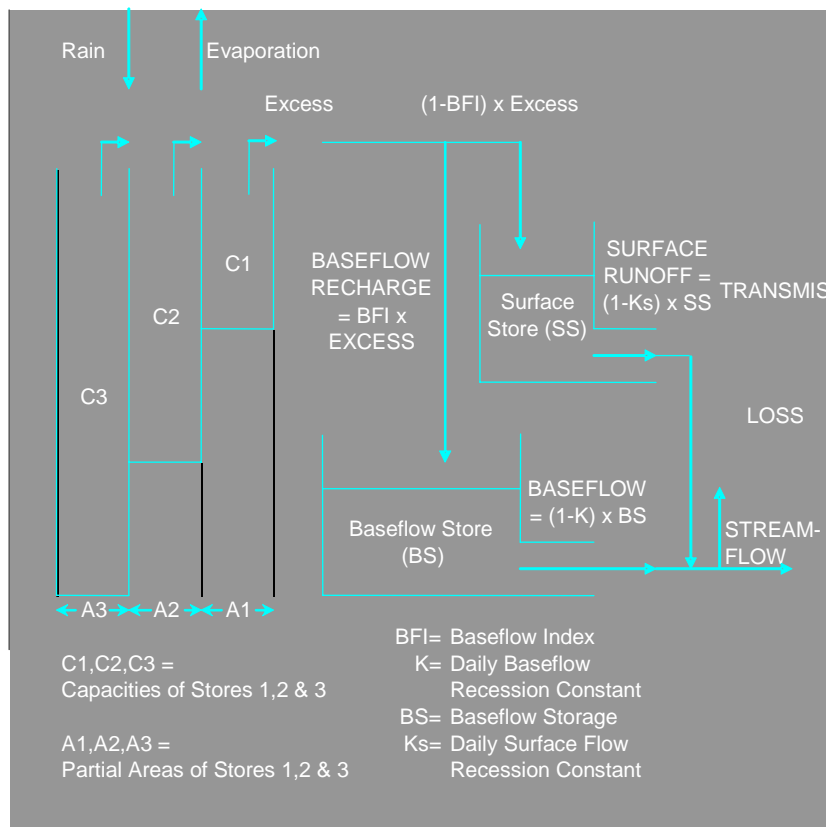 Rain
Evaporation
Excess
(1-BFI) x Excess
C1
C2
C3
BASEFLOW
RECHARGE
= BFI x
EXCESS
Surface
Store (SS)
SURFACE
RUNOFF =
(1-Ks) x SS
TRANSMIS
LOSS
Baseflow Store
(BS)
BASEFLOW
= (1-K) x BS
STREAM-
FLOW
A3
A2
A1
C1,C2,C3 =
Capacities of Stores 1,2 & 3
A1,A2,A3 =
Partial Areas of Stores 1,2 & 3
BFI= Baseflow Index
K= Daily Baseflow
Recession Constant
BS= Baseflow Storage
Ks= Daily Surface Flow
Recession Constant